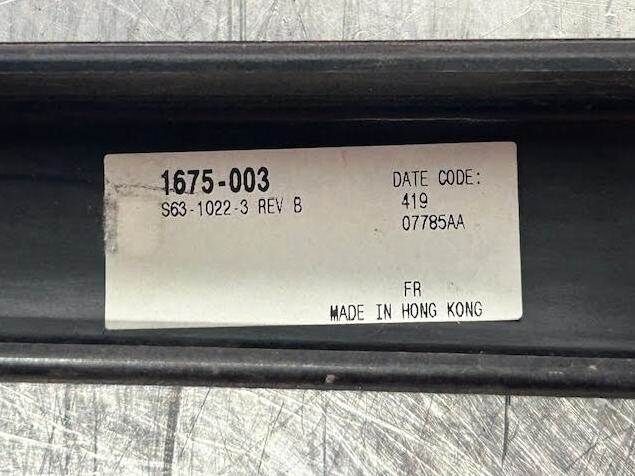 1675-003
S63-1022-3 REV B
DATE CODE:
419
07785AA
FR
MADE IN HONG KONG